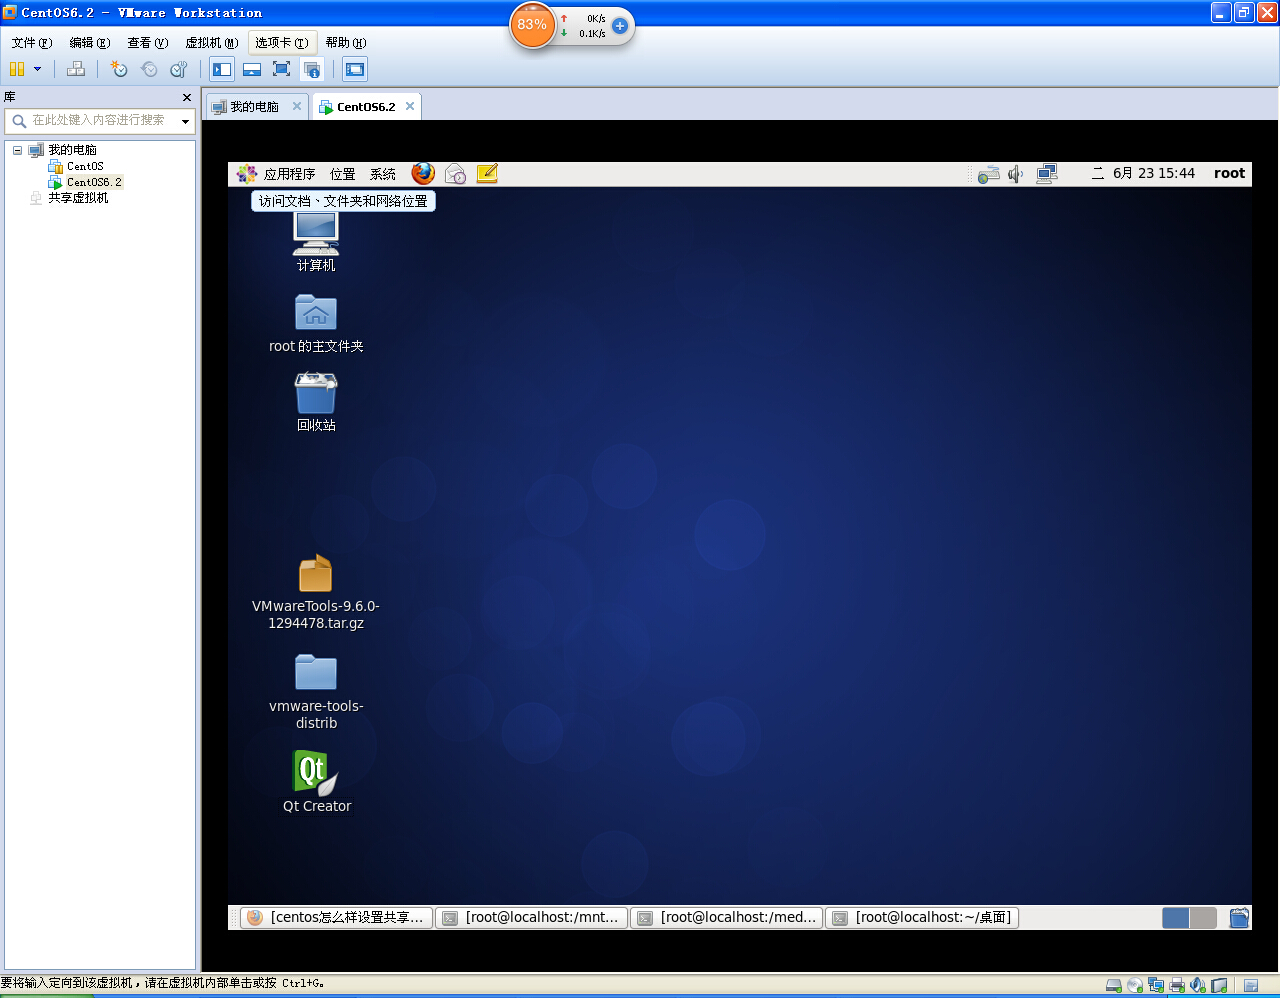 CentOS6.2 - VMware Workstation
83%
0K/s
0.1K/s
文件(F) 编辑(E) 查看(V) 虚拟机(M) 选项卡(T) 帮助(H)
库
在此处键入内容进行搜索
我的电脑
CentOS
CentOS6.2
共享虚拟机
我的电脑
CentOS6.2
应用程序 位置 系统
二 6月 23 15:44 root
访问文档、文件夹和网络位置
计算机
root 的主文件夹
回收站
VMwareTools-9.6.0-
1294478.tar.gz
vmware-tools-
distrib
Qt
Qt Creator
[centos怎么样设置共享...
[root@localhost:/mnt...
[root@localhost:/med...
[root@localhost:~/桌面]
要将输入定向到该虚拟机，请在虚拟机内部单击或按 Ctrl+G。